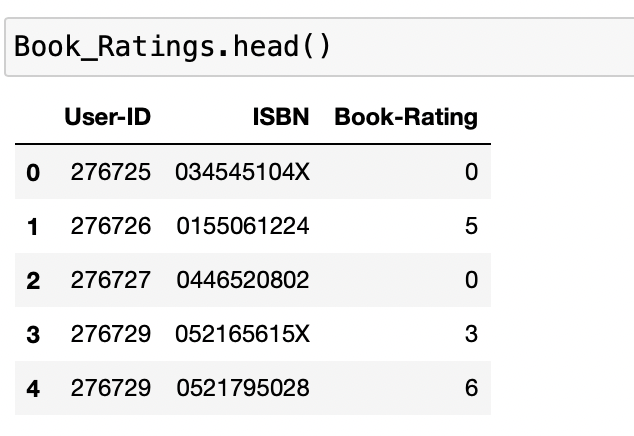 Book_Ratings.head()
User-ID ISBN Book-Rating
0 276725 034545104X 0
1 276726 0155061224 5
2 276727 0446520802 0
3 276729 052165615X 3
4 276729 0521795028 6